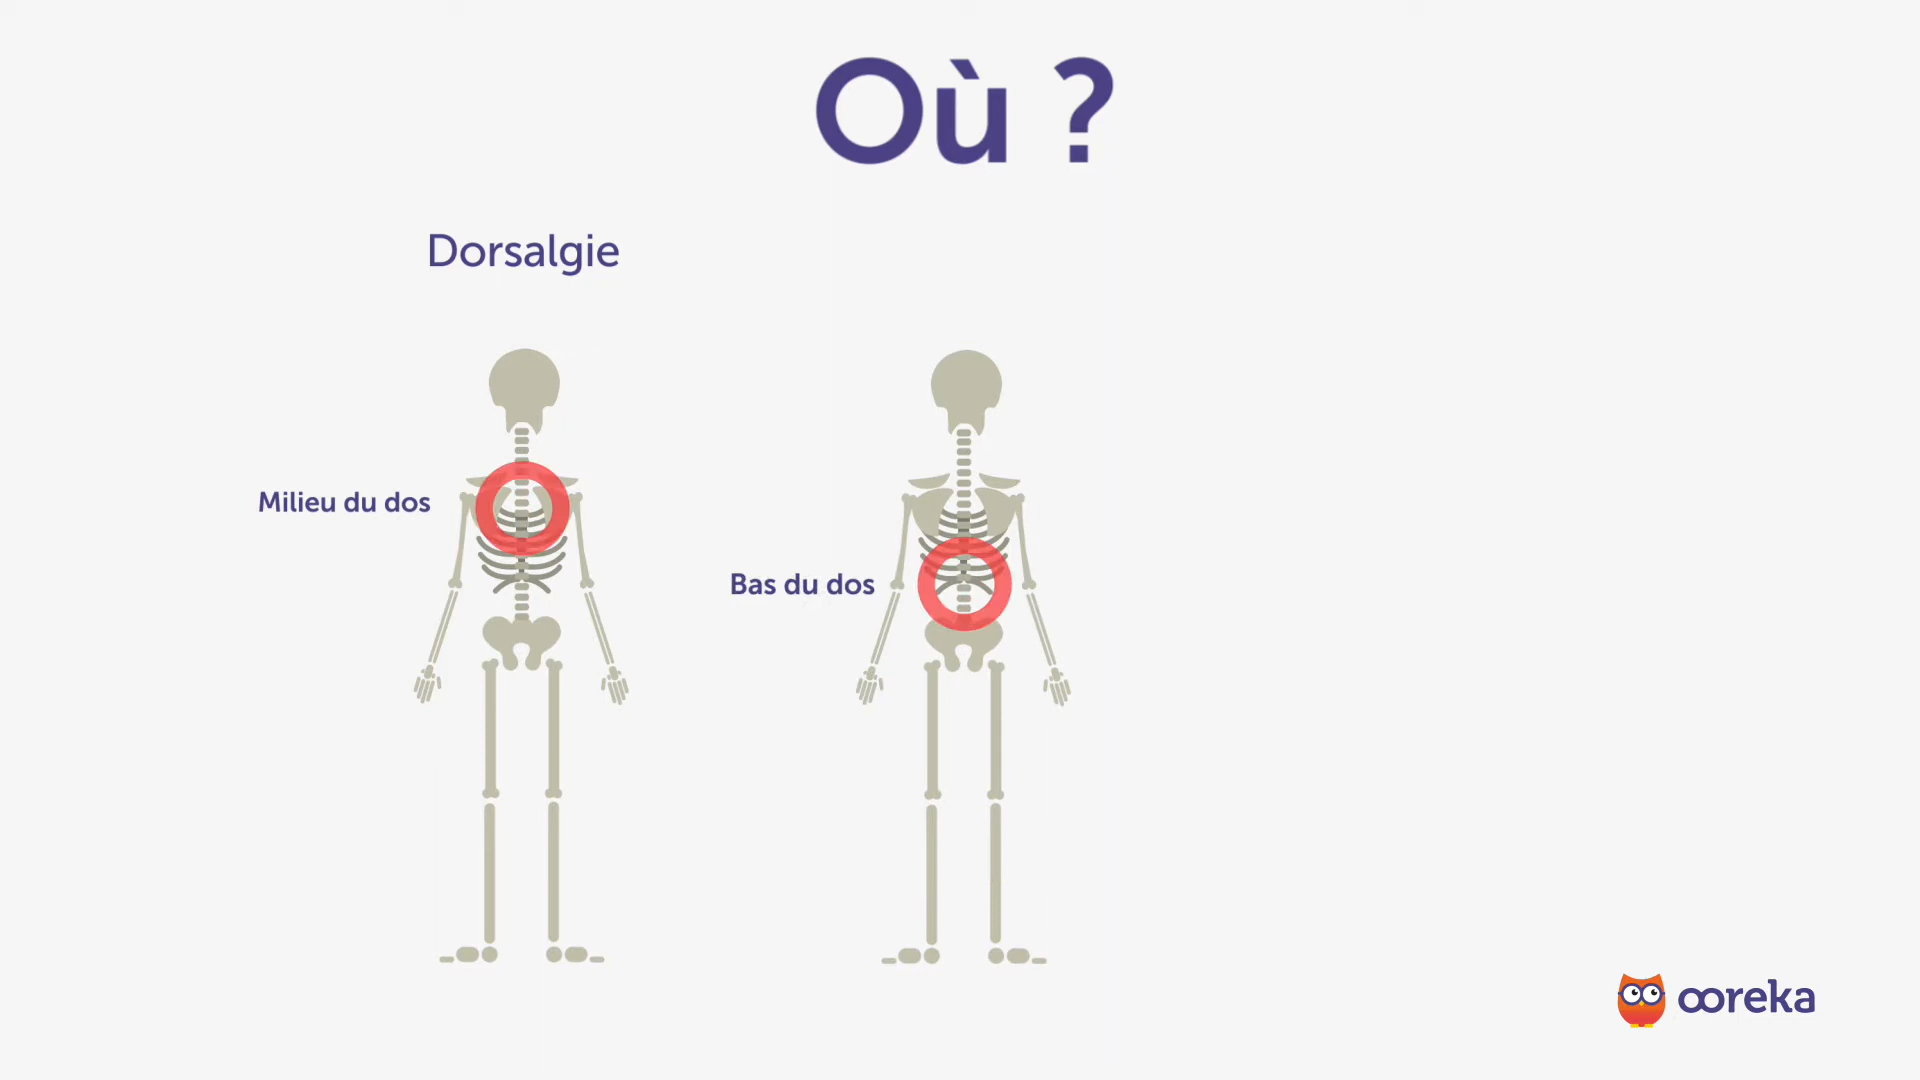 Où ?
Dorsalgie
Milieu du dos
Bas du dos
ooreka